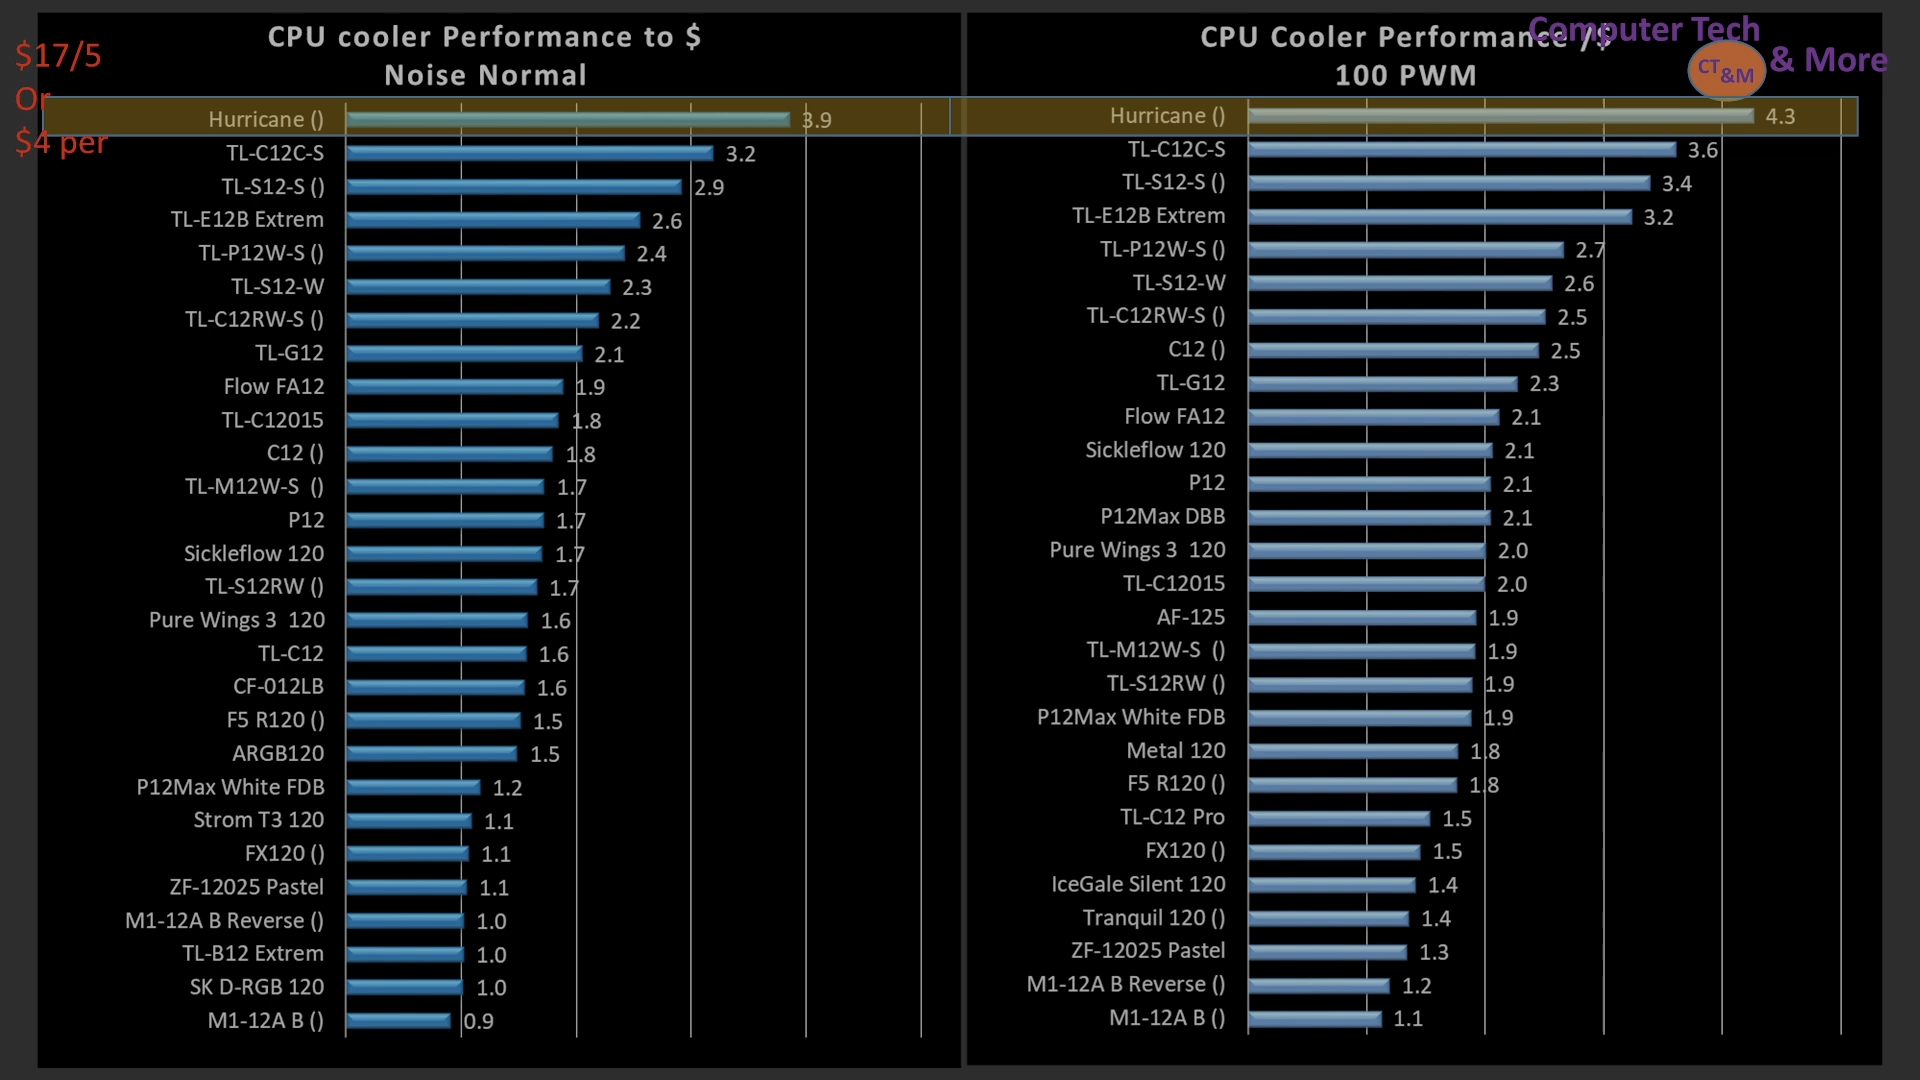 $17/5
Or
$4 per
CPU cooler Performance to $
Noise Normal
Hurricane () 3.9
TL-C12C-S 3.2
TL-S12-S () 2.9
TL-E12B Extrem 2.6
TL-P12W-S () 2.4
TL-S12-W 2.3
TL-C12RW-S () 2.2
TL-G12 2.1
Flow FA12 1.9
TL-C12015 1.8
C12 () 1.8
TL-M12W-S () 1.7
P12 1.7
Sickleflow 120 1.7
TL-S12RW () 1.7
Pure Wings 3 120 1.6
TL-C12 1.6
CF-012LB 1.6
F5 R120 () 1.5
ARGB120 1.5
P12Max White FDB 1.2
Strom T3 120 1.1
FX120 () 1.1
ZF-12025 Pastel 1.1
M1-12A B Reverse () 1.0
TL-B12 Extrem 1.0
SK D-RGB 120 1.0
M1-12A B () 0.9
CPU Cooler Performance /$
100 PWM
Computer Tech
& More
CT
&M
Hurricane () 4.3
TL-C12C-S 3.6
TL-S12-S () 3.4
TL-E12B Extrem 3.2
TL-P12W-S () 2.7
TL-S12-W 2.6
TL-C12RW-S () 2.5
C12 () 2.5
TL-G12 2.3
Flow FA12 2.1
Sickleflow 120 2.1
P12 2.1
P12Max DBB 2.1
Pure Wings 3 120 2.0
TL-C12015 2.0
AF-125 1.9
TL-M12W-S () 1.9
TL-S12RW () 1.9
P12Max White FDB 1.9
Metal 120 1.8
F5 R120 () 1.8
TL-C12 Pro 1.5
FX120 () 1.5
IceGale Silent 120 1.4
Tranquil 120 () 1.4
ZF-12025 Pastel 1.3
M1-12A B Reverse () 1.2
M1-12A B () 1.1